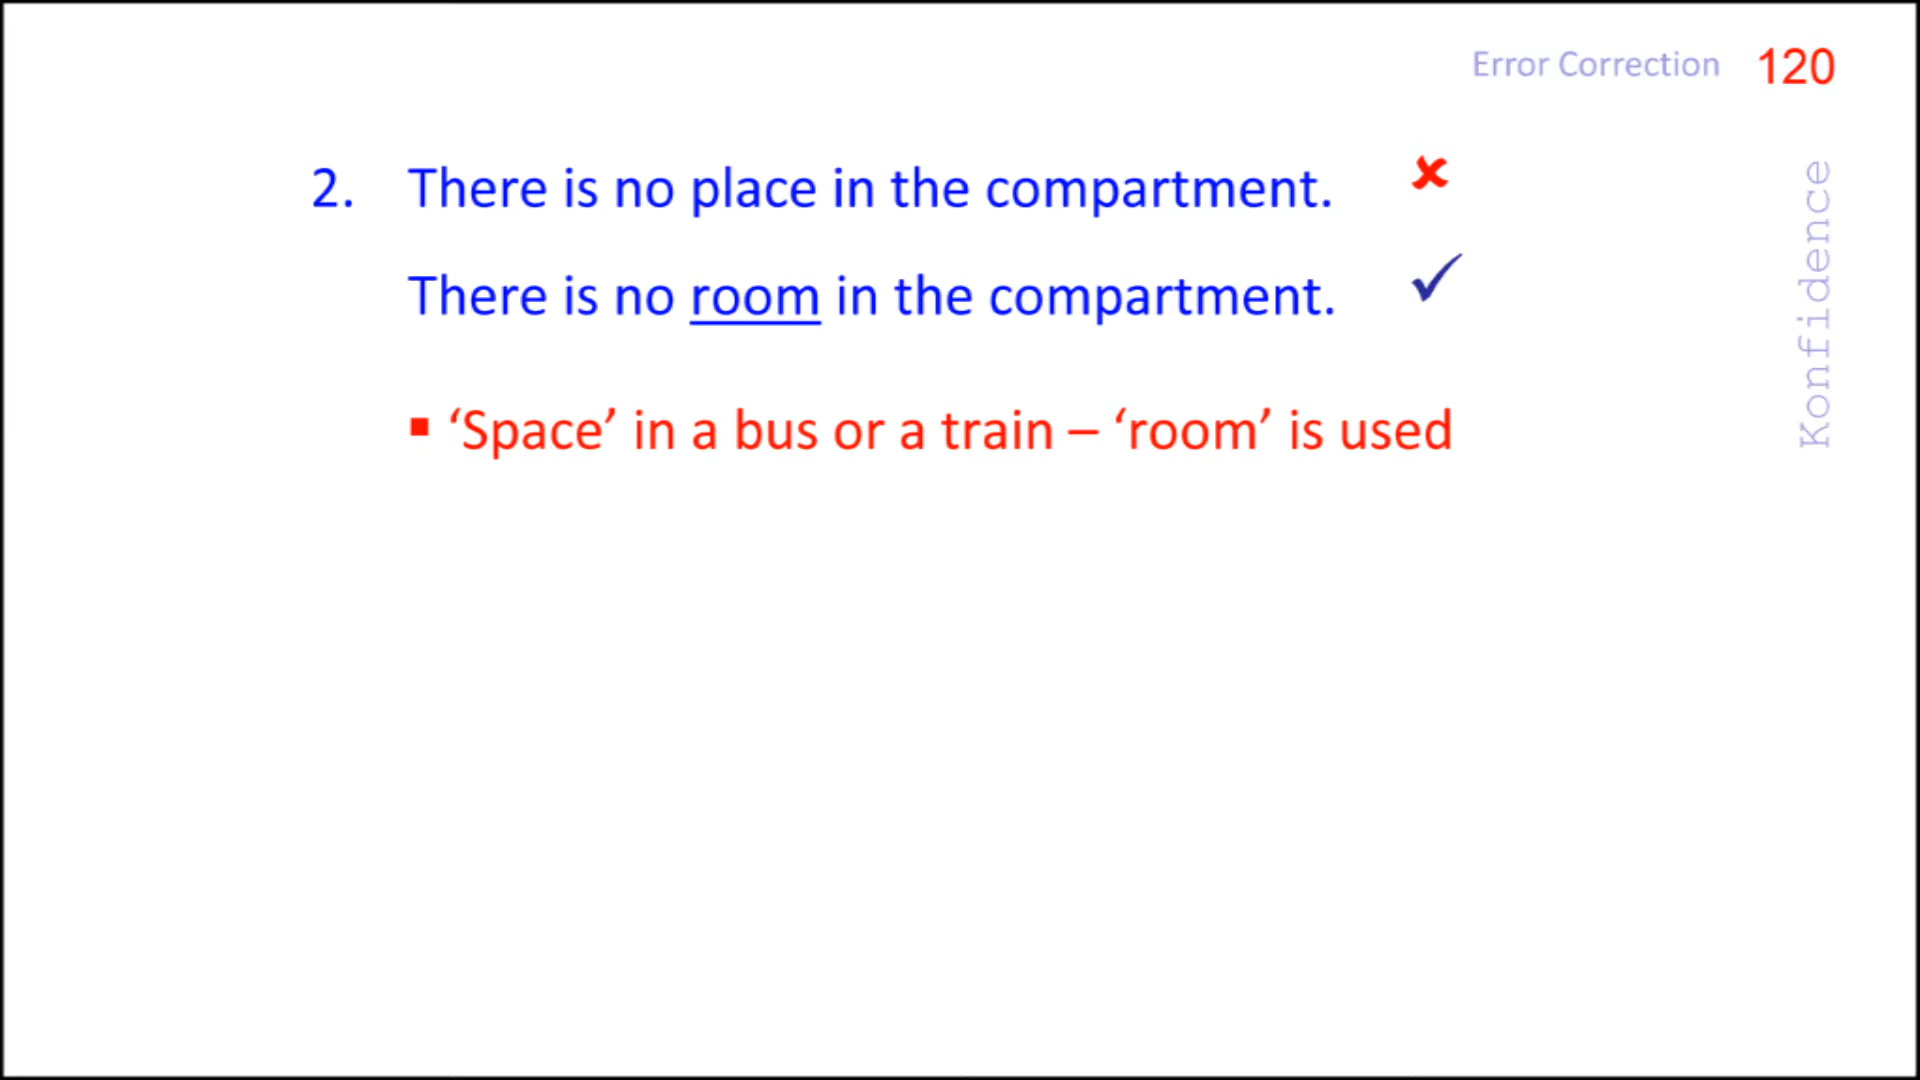 Error Correction 120
2. There is no place in the compartment. ✘
There is no room in the compartment. ✓
▪ ‘Space’ in a bus or a train – ‘room’ is used
Konfidence